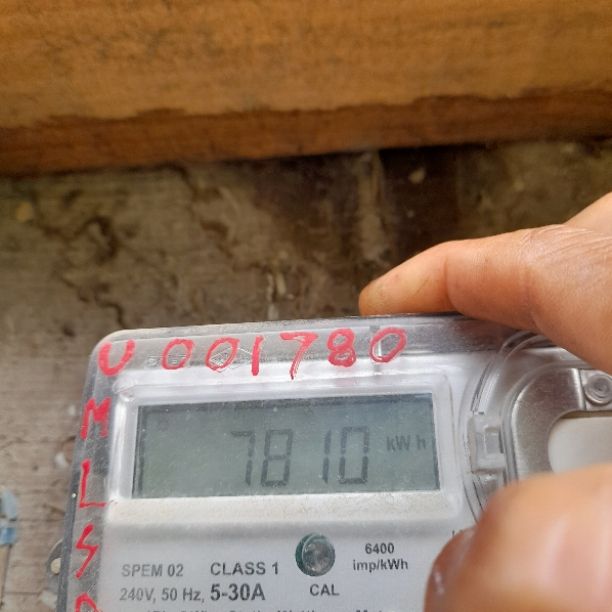 U 001780
M
L
S
7810 kWh
SPEM 02 CLASS 1
240V, 50 Hz, 5-30A
CAL
6400
imp/kWh